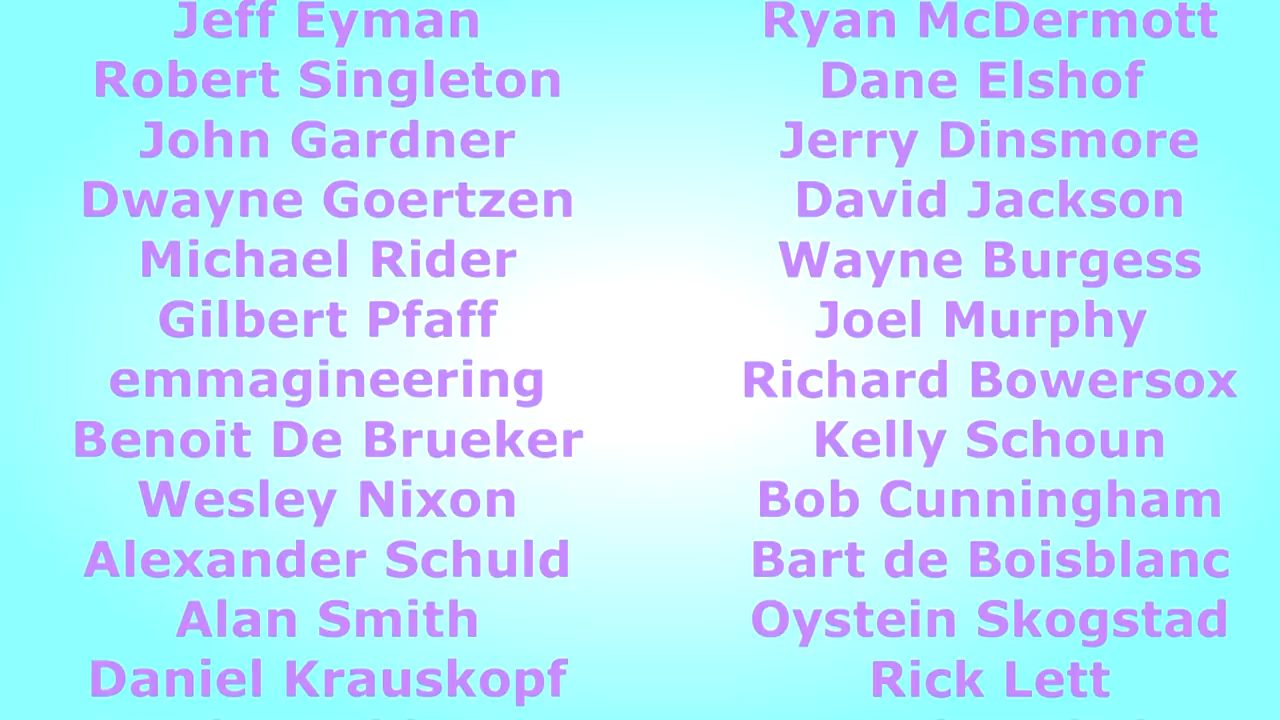 Jeff Eyman
Ryan McDermott
Robert Singleton
Dane Elshof
John Gardner
Jerry Dinsmore
Dwayne Goertzen
David Jackson
Michael Rider
Wayne Burgess
Gilbert Pfaff
Joel Murphy
emmagineering
Richard Bowersox
Benoit De Brueker
Kelly Schoun
Wesley Nixon
Bob Cunningham
Alexander Schuld
Bart de Boisblanc
Alan Smith
Oystein Skogstad
Daniel Krauskopf
Rick Lett